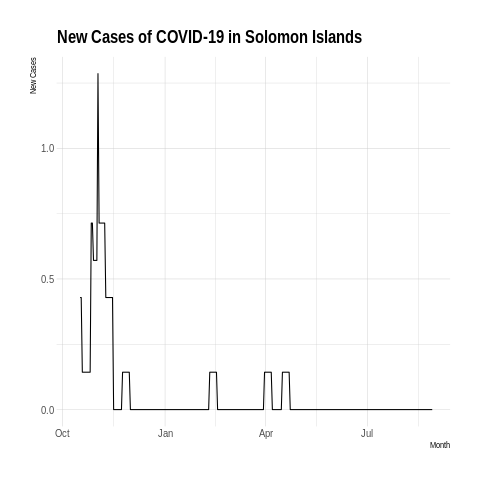 New Cases of COVID-19 in Solomon Islands
New Cases
1.0
0.5
0.0
Oct Jan Apr Jul
Month